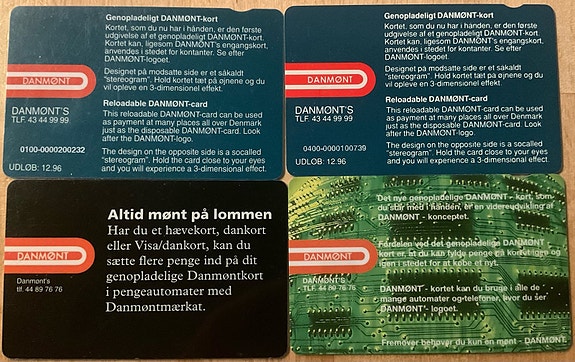 Genopladeligt DANMØNT-kort
Kortet, som du nu har i hånden, er den første
udgivelse af et genopladeligt DANMØNT-kort.
Kortet kan, ligesom DANMØNT's engangskort,
anvendes i stedet for kontanter. Se efter
DANMØNT-logoet.
Designet på modsatte side er et såkaldt
"stereogram". Hold kortet tæt på øjnene og du
vil opleve en 3-dimensionel effekt.
DANMØNT
Reloadable DANMØNT-card
This reloadable DANMØNT-card can be used
as payment at many places all over Denmark
just as the disposable DANMØNT-card. Look
after the DANMØNT-logo.
The design on the opposite side is a socalled
"stereogram". Hold the card close to your eyes
and you will experience a 3-dimensional effect.
DANMØNT'S
TLF. 43 44 99 99
0100-0000200232
UDLØB: 12.96
Genopladeligt DANMØNT-kort
Kortet, som du nu har i hånden, er den første
udgivelse af et genopladeligt DANMØNT-kort.
Kortet kan, ligesom DANMØNT's engangskort,
anvendes i stedet for kontanter. Se efter
DANMØNT-logoet.
Designet på modsatte side er et såkaldt
"stereogram". Hold kortet tæt på øjnene og du
vil opleve en 3-dimensionel effekt.
DANMØNT
Reloadable DANMØNT-card
This reloadable DANMØNT-card can be used
as payment at many places all over Denmark
just as the disposable DANMØNT-card. Look
after the DANMØNT-logo.
The design on the opposite side is a socalled
"stereogram". Hold the card close to your eyes
and you will experience a 3-dimensional effect.
DANMØNT'S
TLF. 43 44 99 99
0400-0000100739
UDLØB: 12.96
Altid mønt på lommen
Har du et hævekort, dankort
eller Visa/dankort, kan du
sætte flere penge ind på dit
genopladelige Danmøntkort
i pengeautomater med
Danmøntmærkat.
DANMØNT
Danmønt's
tlf. 44 89 76 76
Det nye genopladelige DANMØNT - kort, som
du står med i hånden, er en videreudvikling af
DANMØNT - konceptet.
Fordelen ved det genopladelige DANMØNT
kort er, at du kan fylde penge på kortet igen og
igen i stedet for at købe et nyt.
DANMØNT - kortet kan du bruge i alle de
mange automater og telefoner, hvor du ser
DANMØNT - logoet.
Fremover behøver du kun en mønt - DANMØNT.
DANMØNT
DANMØNT'S
TLF. 44 89 76 76